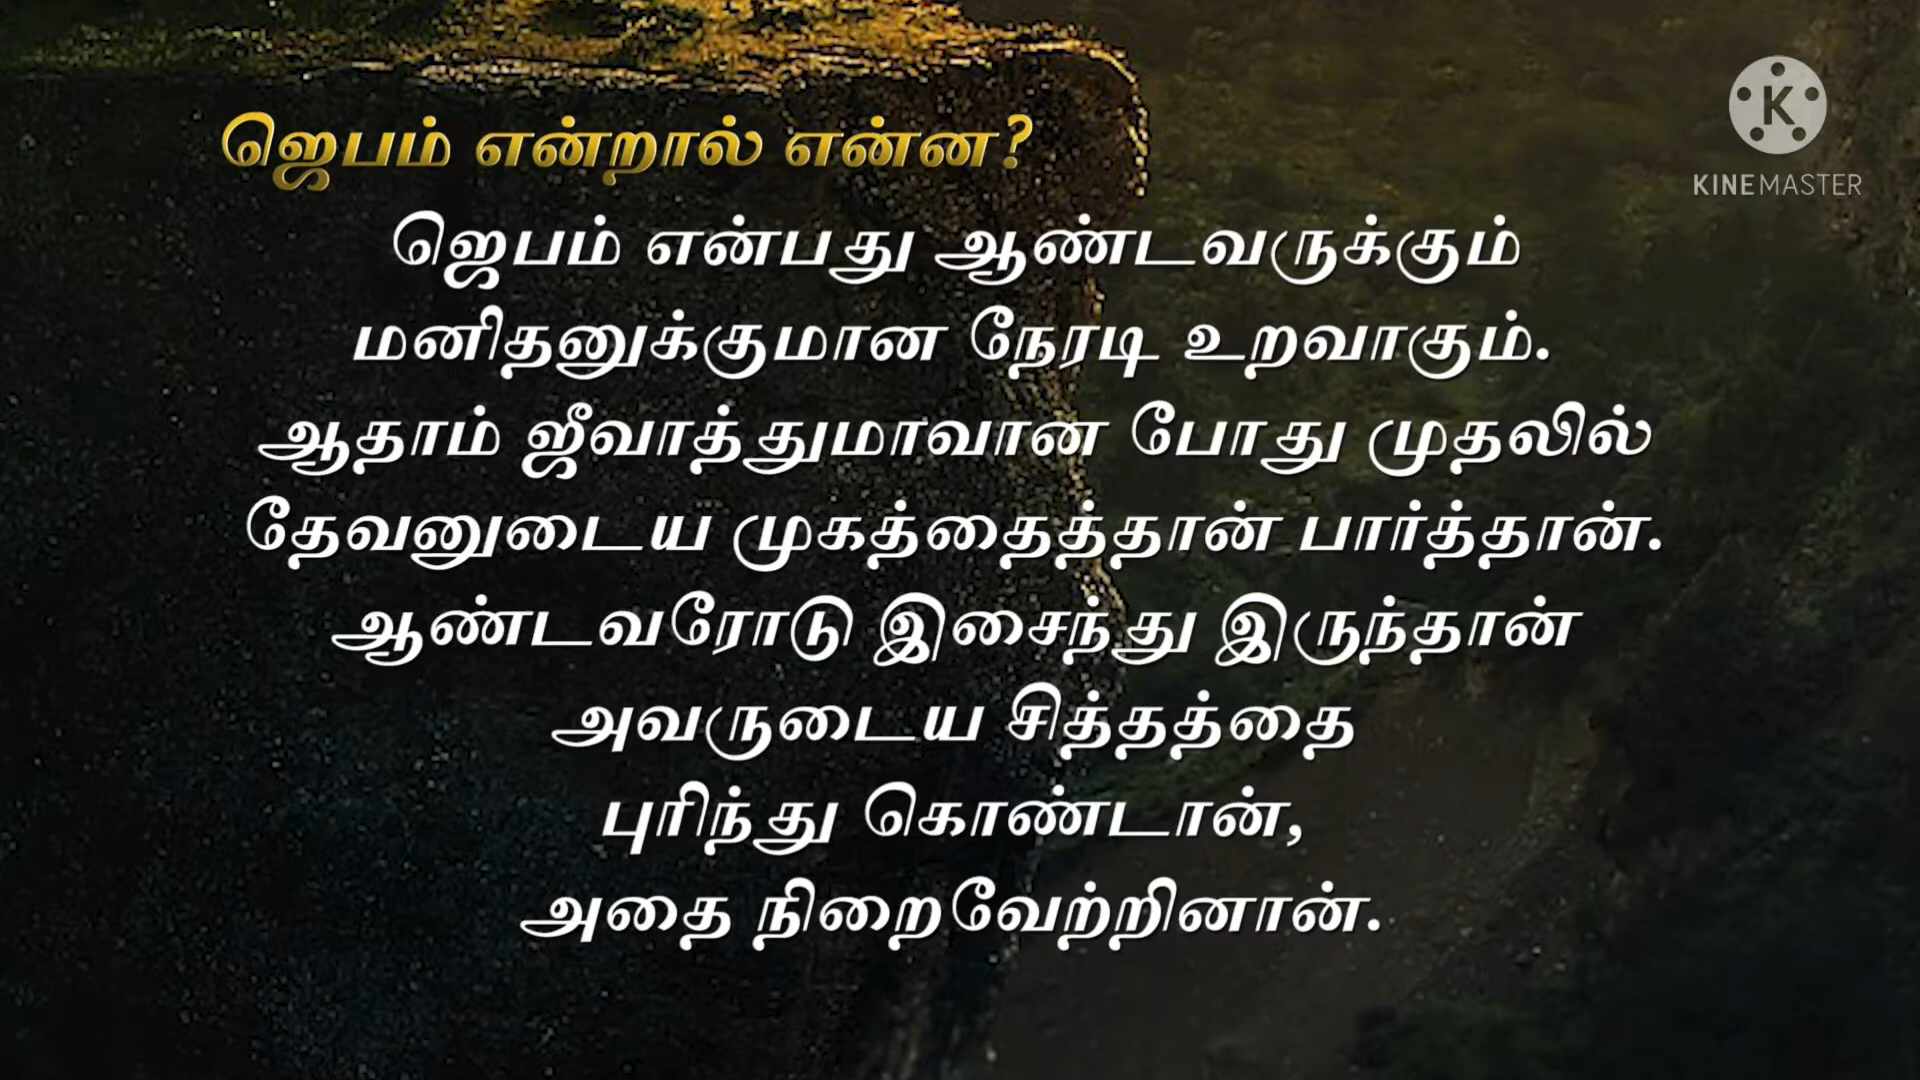 ஜெபம் என்றால் என்ன?
KINEMASTER
ஜெபம் என்பது ஆண்டவருக்கும்
மனிதனுக்குமான நேரடி உறவாகும்.
ஆதாம் ஜீவாத்துமாவான போது முதலில்
தேவனுடைய முகத்தைத்தான் பார்த்தான்.
ஆண்டவரோடு இசைந்து இருந்தான்
அவருடைய சித்தத்தை
புரிந்து கொண்டான்,
அதை நிறைவேற்றினான்.